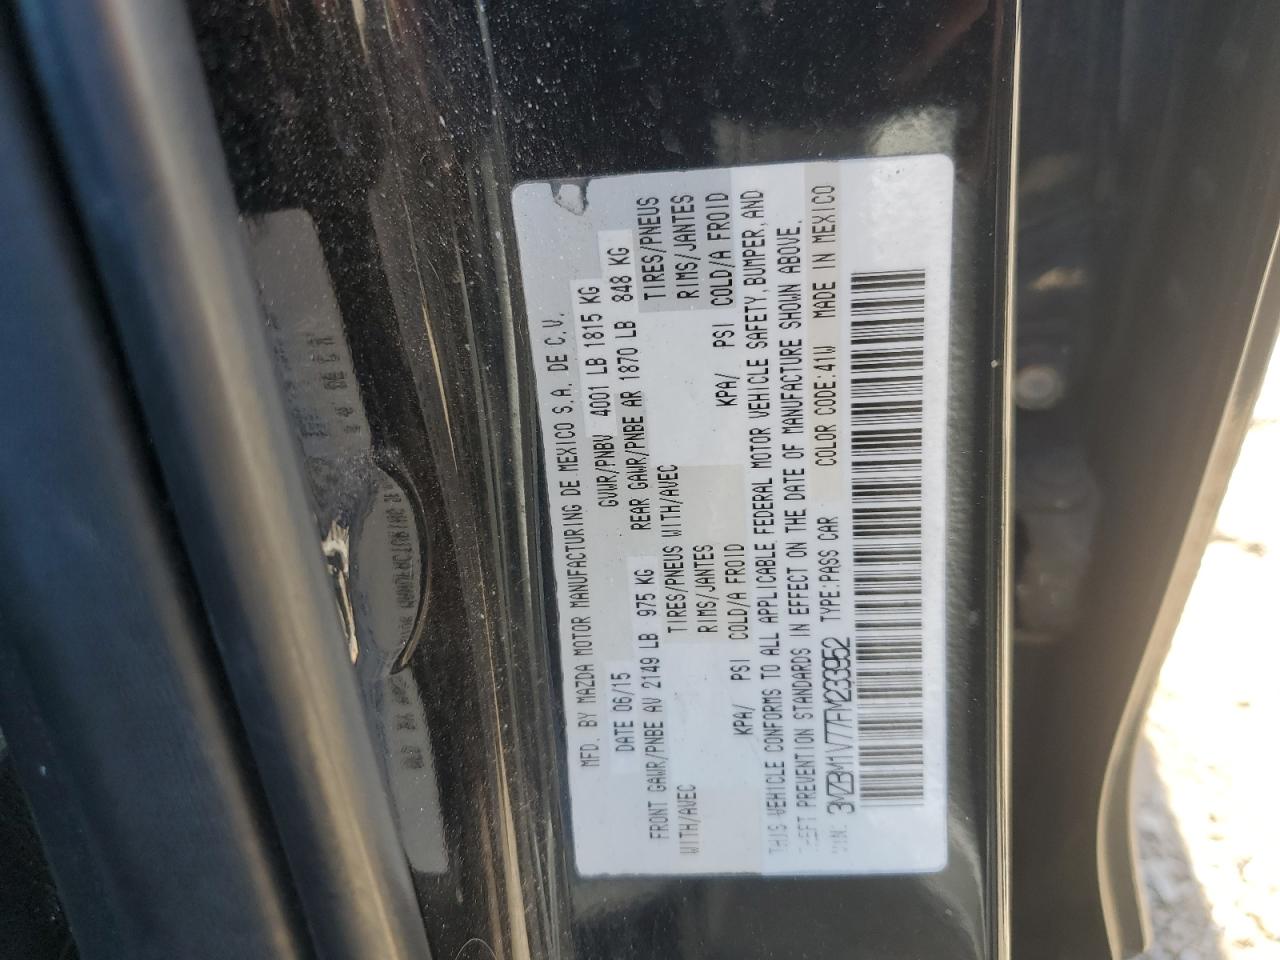 MFD. BY MAZDA MOTOR MANUFACTURING DE MEXICO S.A. DE C.V.
DATE 06/15 GVWR/PNBV 4001 LB 1815 KG
FRONT GAWR/PNBE AV 2149 LB 975 KG REAR GAWR/PNBE AR 1870 LB 848 KG
WITH/AVEC TIRES/PNEUS WITH/AVEC TIRES/PNEUS
RIMS/JANTES RIMS/JANTES
KPA/ PSI COLD/A FROID KPA/ PSI COLD/A FROID
THIS VEHICLE CONFORMS TO ALL APPLICABLE FEDERAL MOTOR VEHICLE SAFETY BUMPER, AND
THEFT PREVENTION STANDARDS IN EFFECT ON THE DATE OF MANUFACTURE SHOWN ABOVE.
VIN: 3MZBM1V77FM233952 TYPE:PASS CAR COLOR CODE:41W MADE IN MEXICO